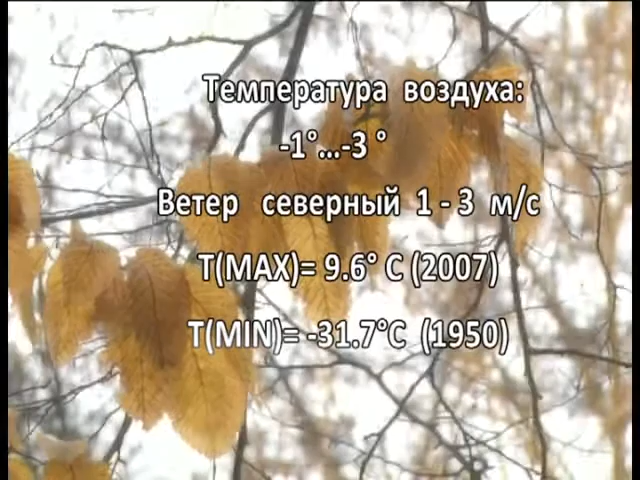 Температура воздуха:
-1°...-3 °
Ветер северный 1 - 3 м/с
T(MAX)= 9.6° C (2007)
T(MIN)= -31.7°C (1950)